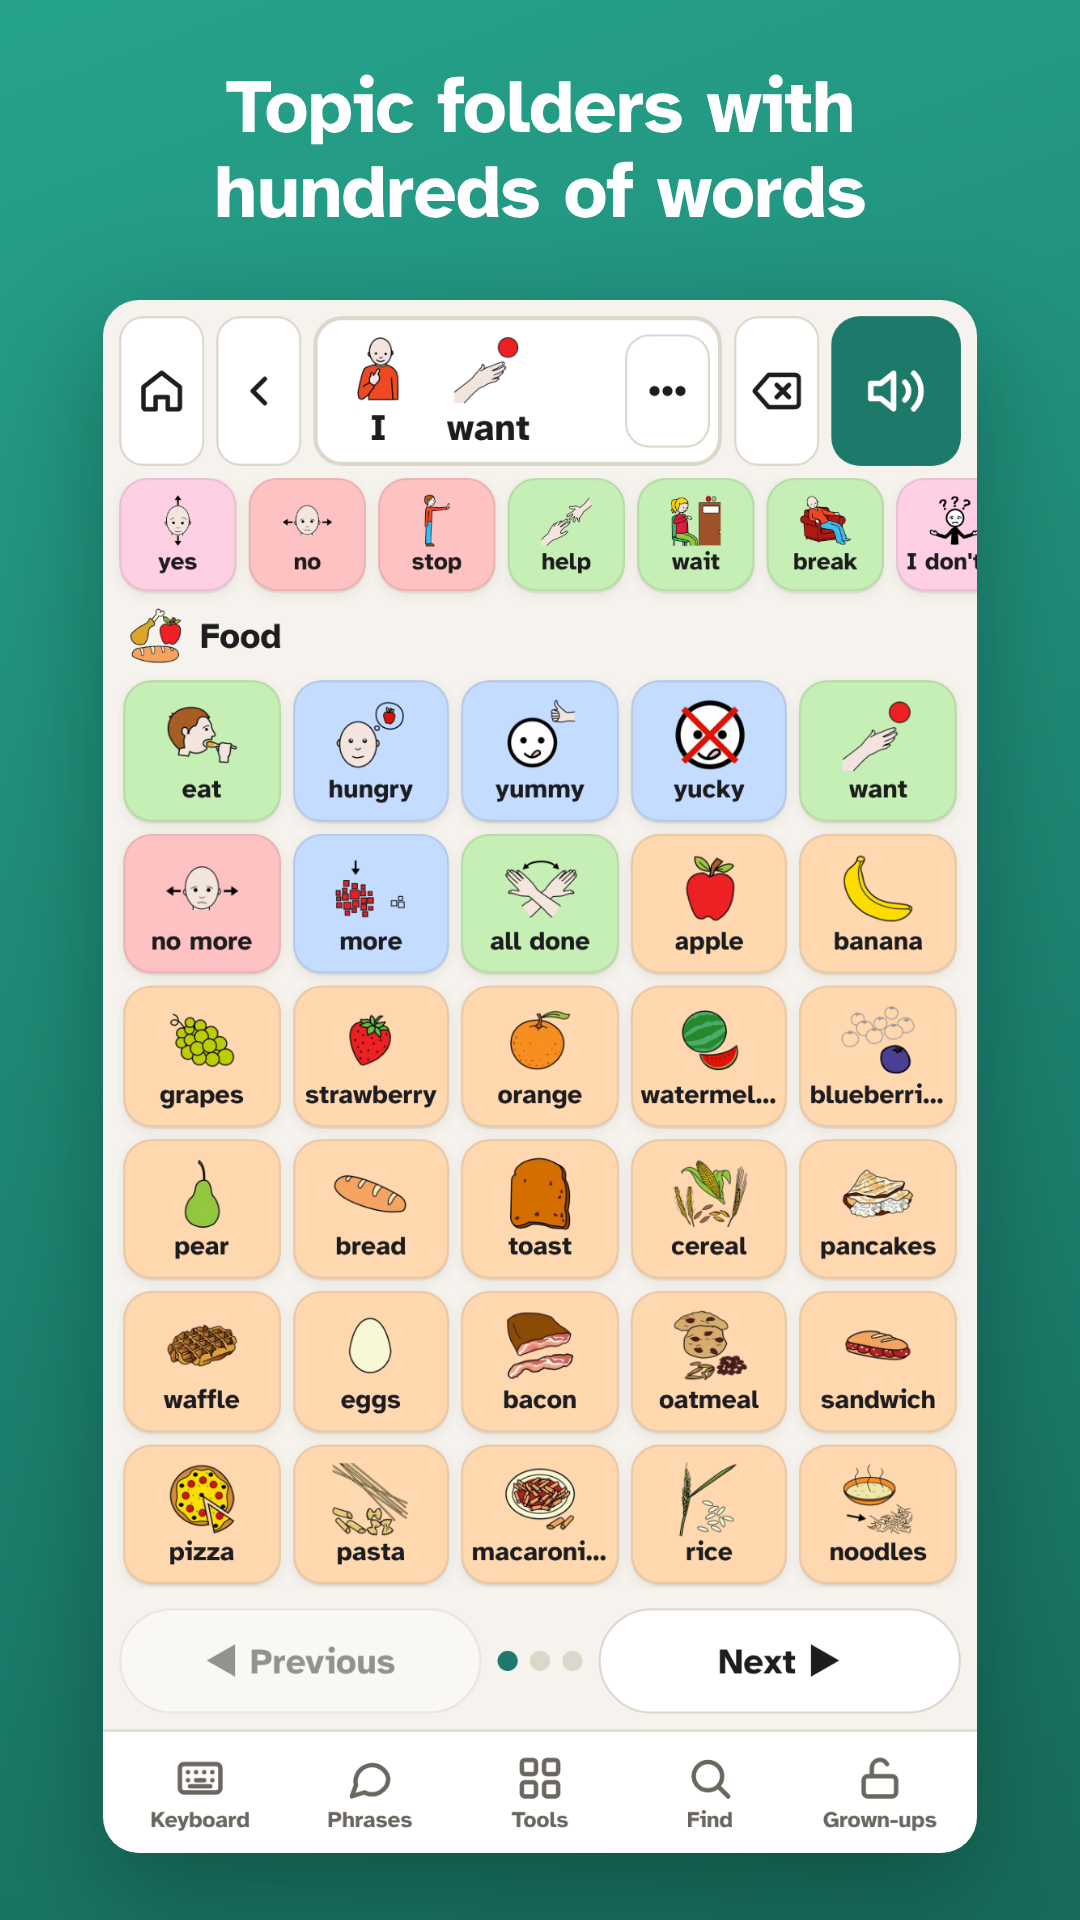 Topic folders with
hundreds of words
I want
yes no stop help wait break I don't
Food
eat hungry yummy yucky want
no more more all done apple banana
grapes strawberry orange watermel... blueberri...
pear bread toast cereal pancakes
waffle eggs bacon oatmeal sandwich
pizza pasta macaroni... rice noodles
Previous Next
Keyboard Phrases Tools Find Grown-ups